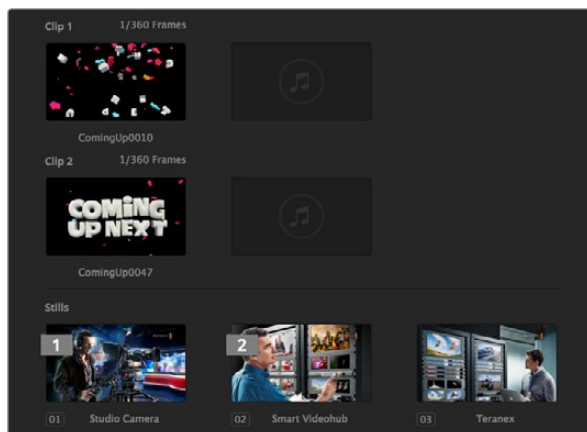 Clip 1 1/360 Frames
ComingUp0010
Clip 2 1/360 Frames
COMING
UP NEXT
ComingUp0047
Stills
1 2
01 Studio Camera 02 Smart Videohub 03 Teranex